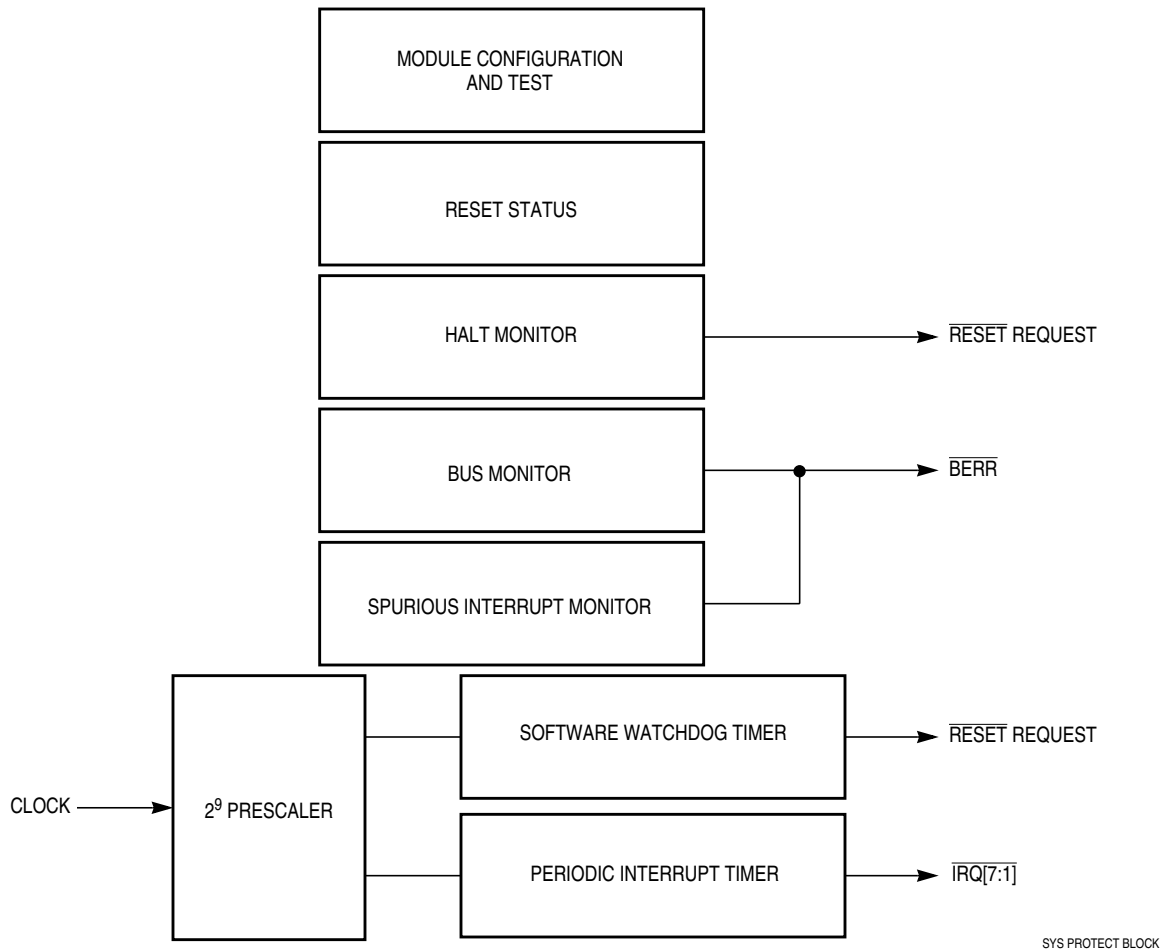 MODULE CONFIGURATION
AND TEST
RESET STATUS
HALT MONITOR
RESET REQUEST
BUS MONITOR
BERR
SPURIOUS INTERRUPT MONITOR
SOFTWARE WATCHDOG TIMER
RESET REQUEST
CLOCK
2⁹ PRESCALER
PERIODIC INTERRUPT TIMER
IRQ[7:1]
SYS PROTECT BLOCK